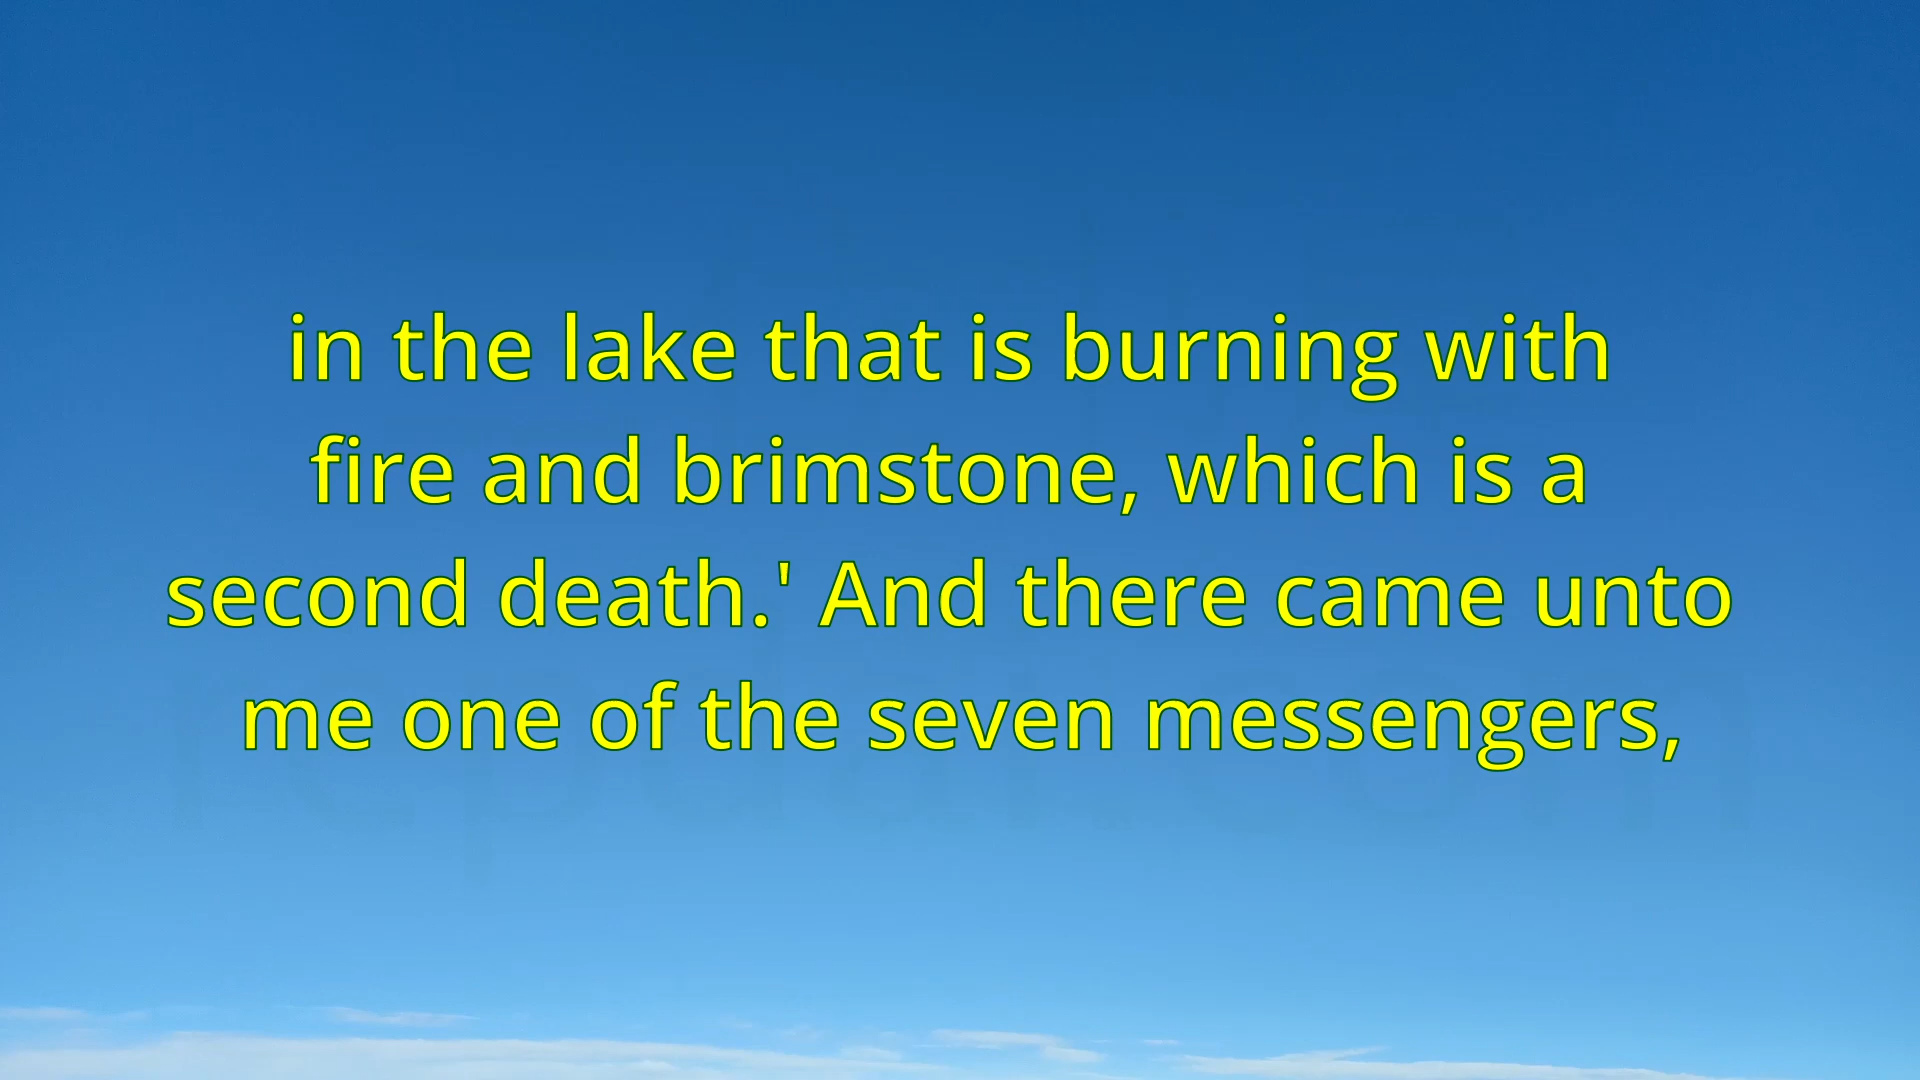 in the lake that is burning with
fire and brimstone, which is a
second death.' And there came unto
me one of the seven messengers,